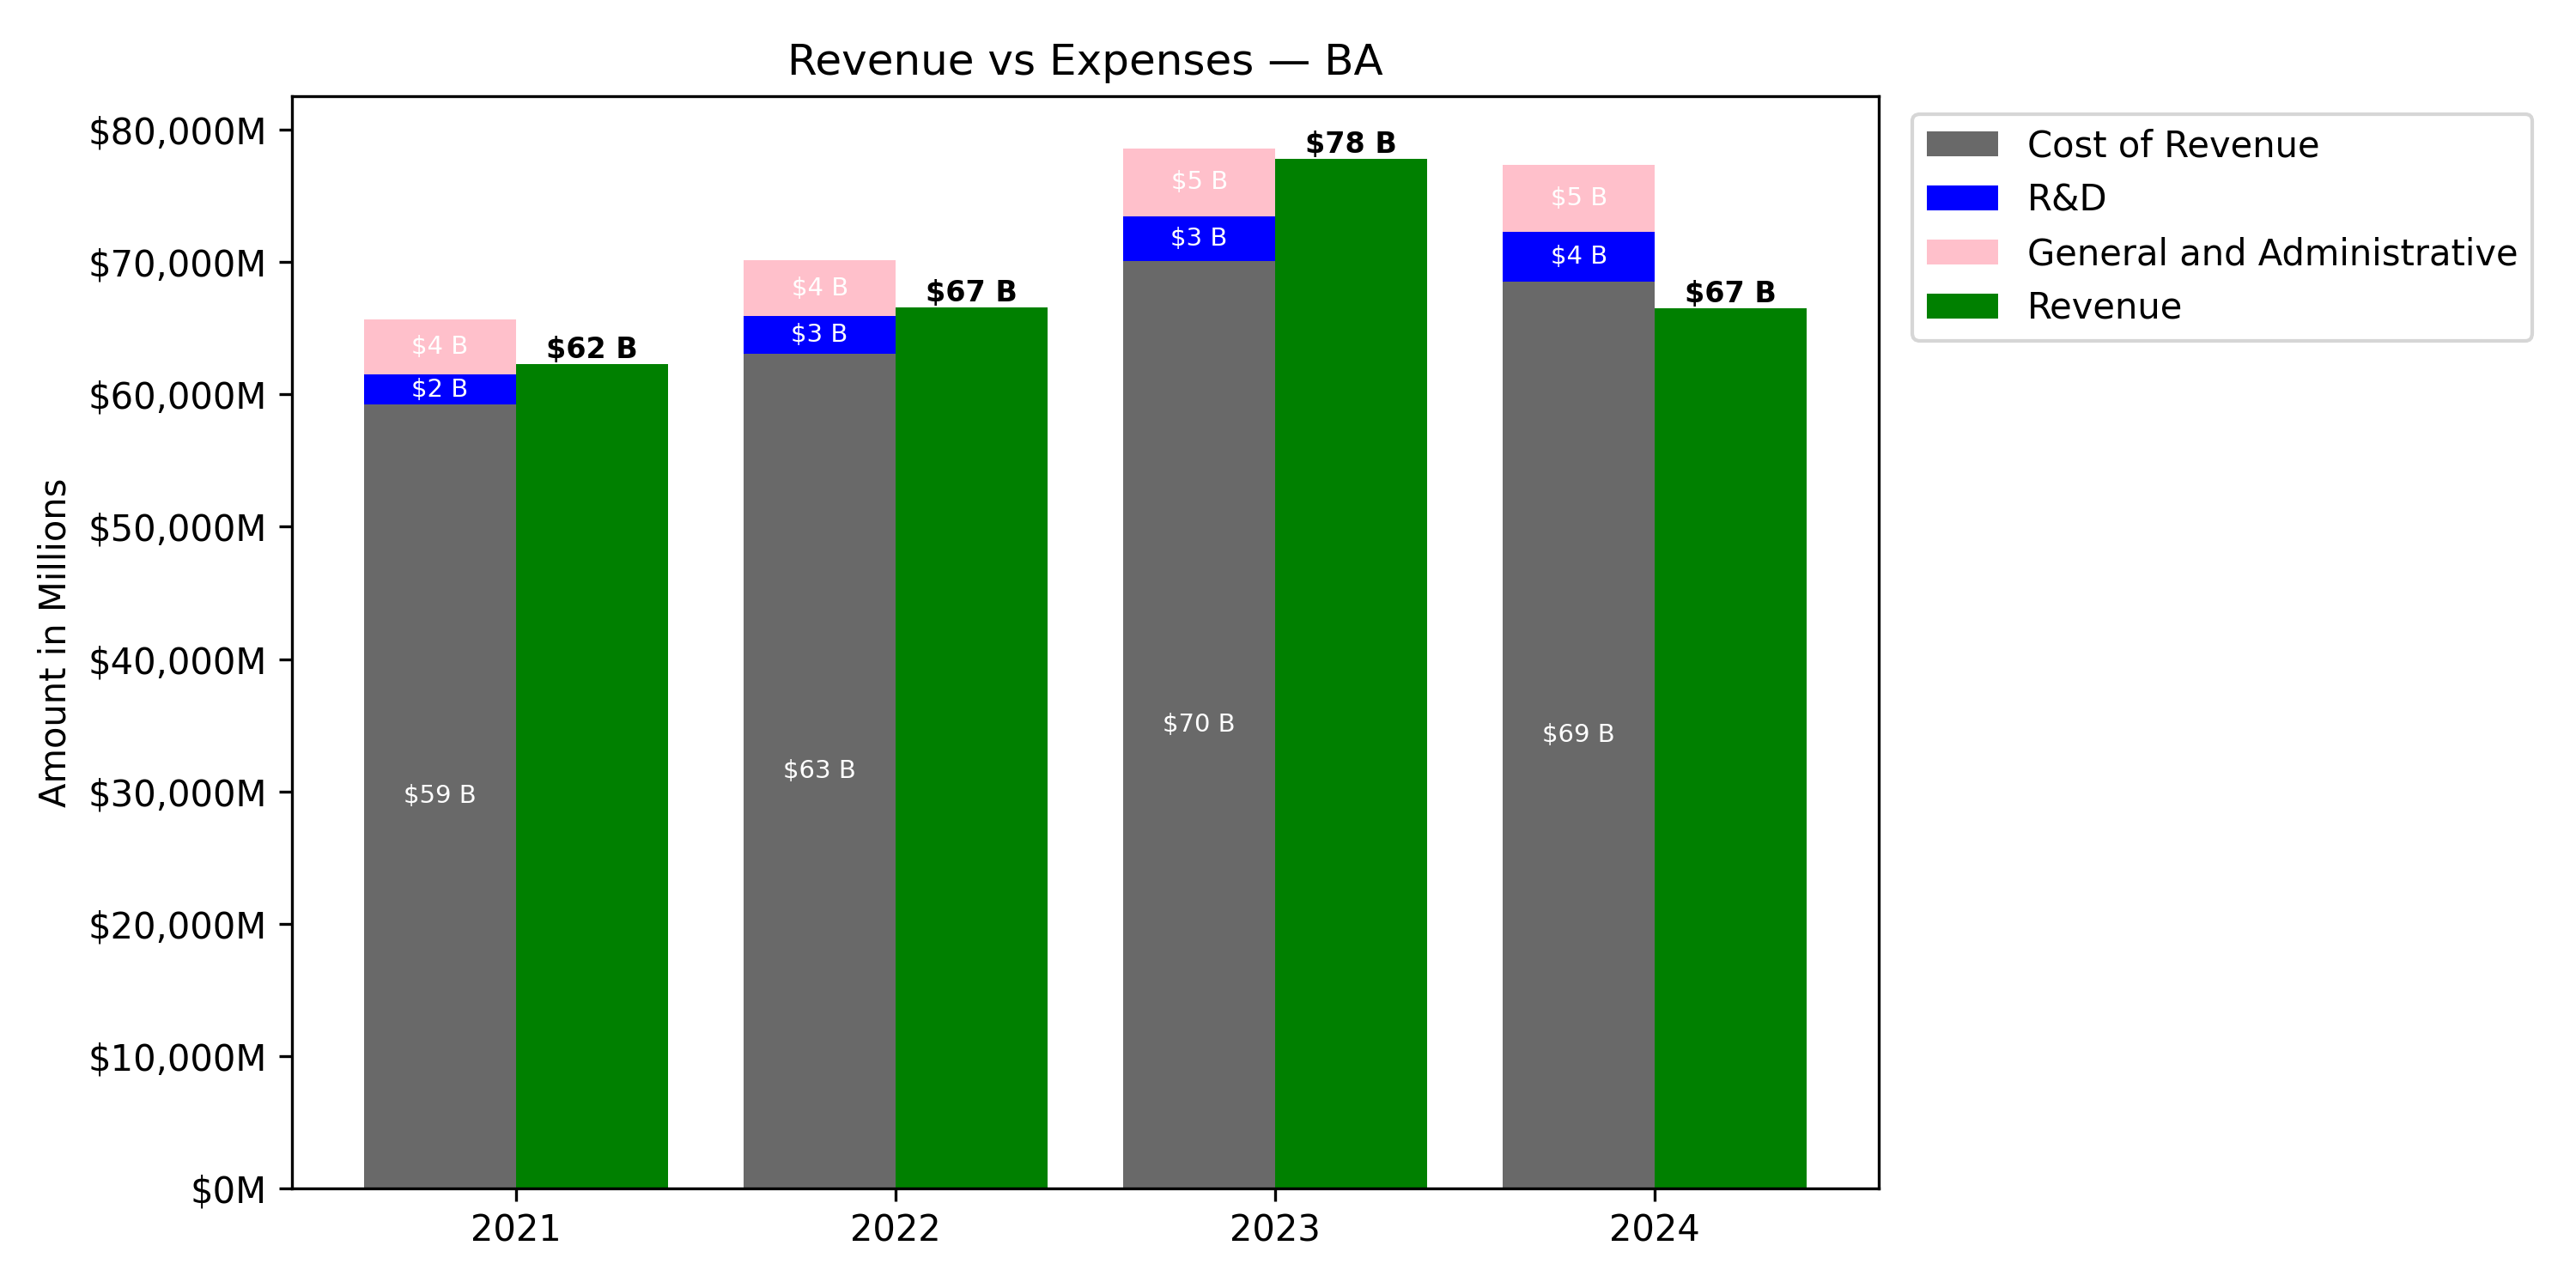 Revenue vs Expenses — BA
Amount in Millions
$80,000M
$70,000M
$60,000M
$50,000M
$40,000M
$30,000M
$20,000M
$10,000M
$0M
$4 B
$2 B
$59 B
$62 B
$4 B
$3 B
$63 B
$67 B
$5 B
$3 B
$70 B
$78 B
$5 B
$4 B
$69 B
$67 B
2021
2022
2023
2024
Cost of Revenue
R&D
General and Administrative
Revenue